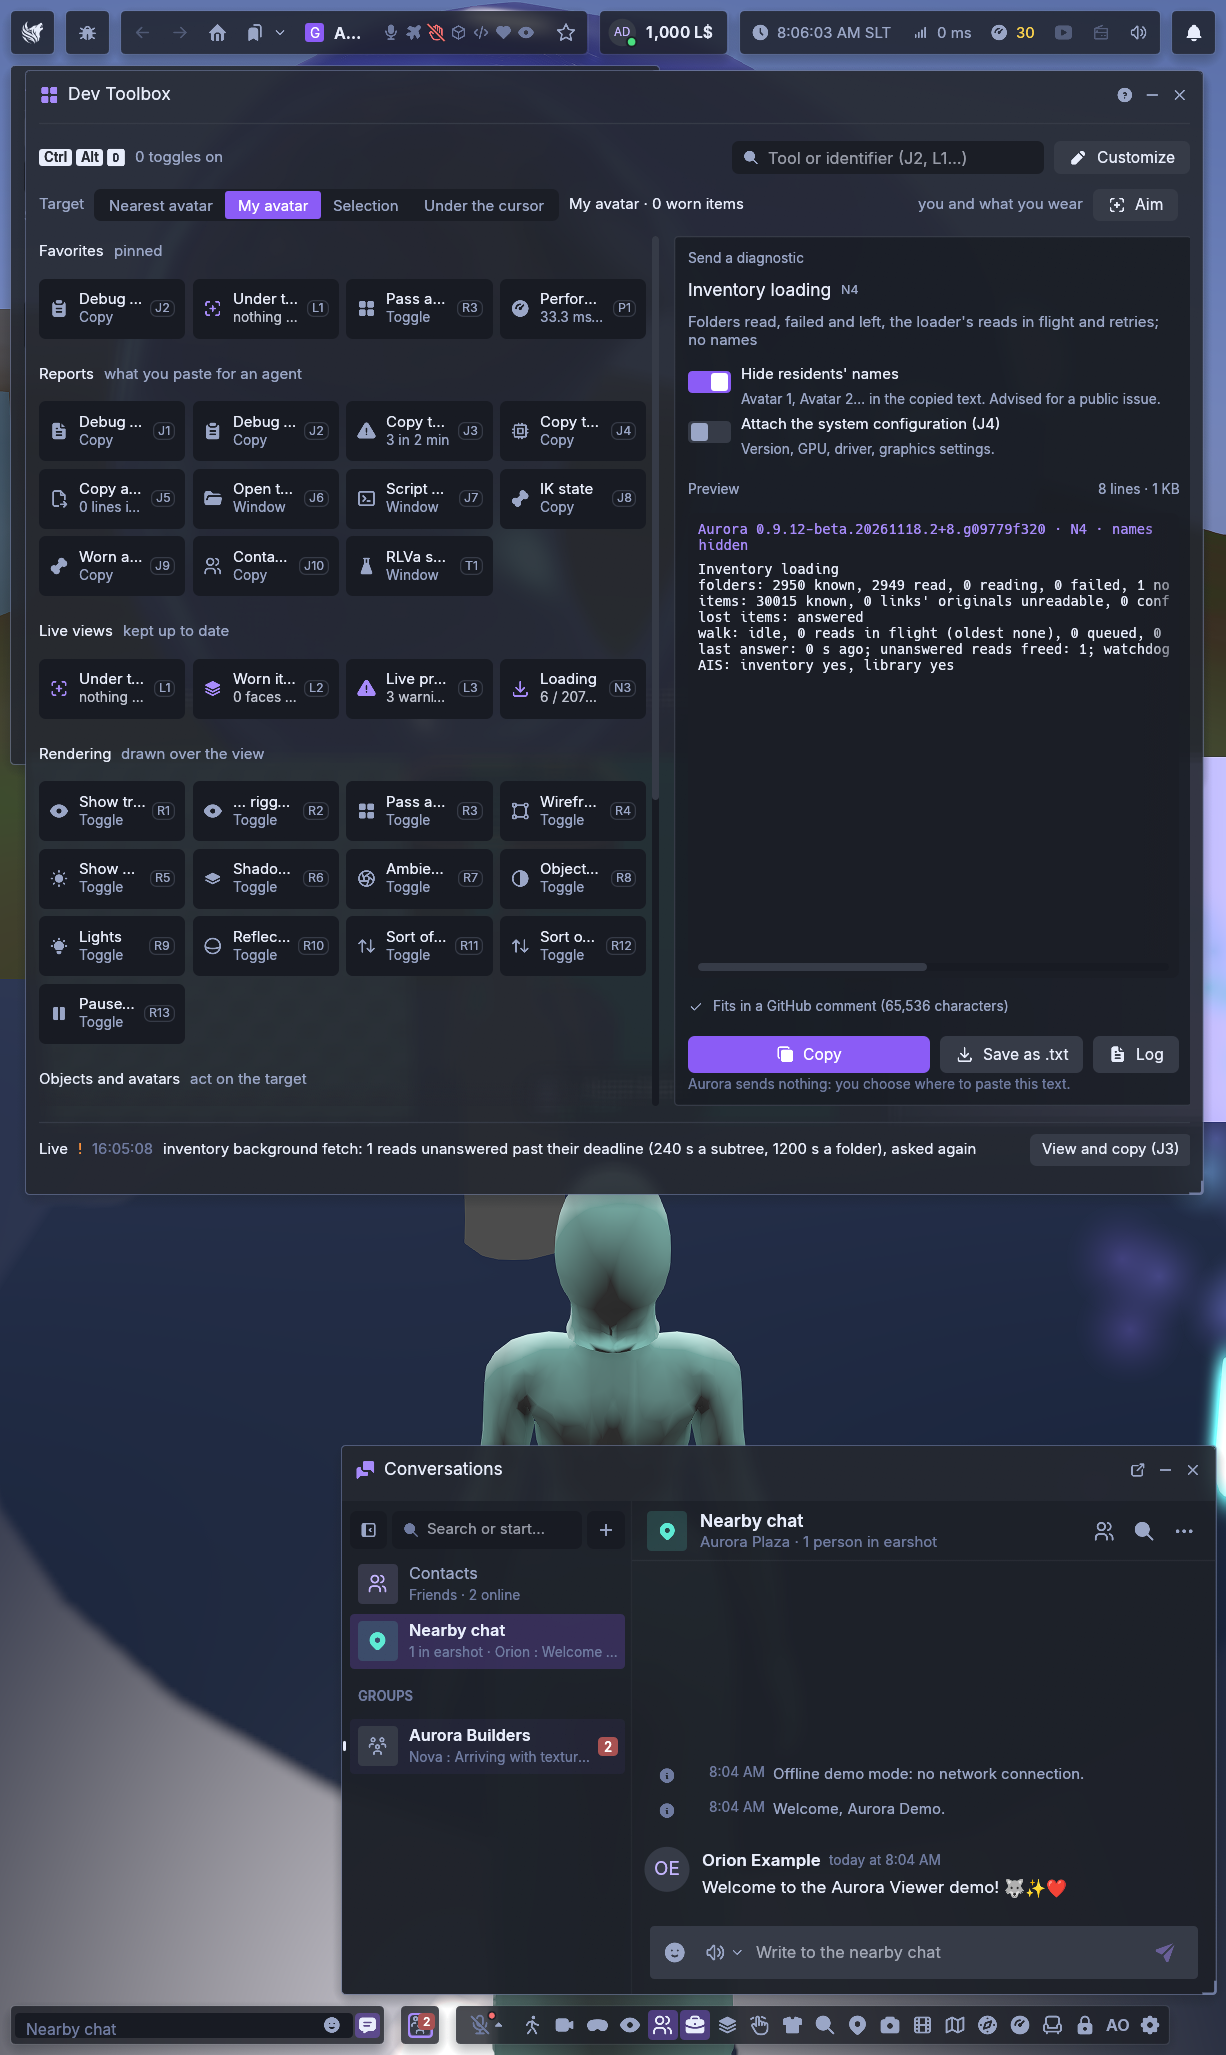 G A... AD 1,000 L$ 8:06:03 AM SLT 0 ms 30
Dev Toolbox
Ctrl Alt D 0 toggles on Tool or identifier (J2, L1...) Customize
Target Nearest avatar My avatar Selection Under the cursor My avatar · 0 worn items you and what you wear Aim
Favorites pinned
Debug ... Copy J2
Under t... nothing ... L1
Pass a... Toggle R3
Perfor... 33.3 ms... P1
Reports what you paste for an agent
Debug ... Copy J1
Debug ... Copy J2
Copy t... 3 in 2 min J3
Copy t... Copy J4
Copy a... 0 lines i... J5
Open t... Window J6
Script ... Window J7
IK state Copy J8
Worn a... Copy J9
Conta... Copy J10
RLVa s... Window T1
Live views kept up to date
Under t... nothing ... L1
Worn it... 0 faces ... L2
Live pr... 3 warni... L3
Loading 6 / 207... N3
Rendering drawn over the view
Show tr... Toggle R1
... rigg... Toggle R2
Pass a... Toggle R3
Wirefr... Toggle R4
Show ... Toggle R5
Shado... Toggle R6
Ambie... Toggle R7
Object... Toggle R8
Lights Toggle R9
Reflec... Toggle R10
Sort of... Toggle R11
Sort o... Toggle R12
Pause... Toggle R13
Objects and avatars act on the target
Send a diagnostic
Inventory loading N4
Folders read, failed and left, the loader's reads in flight and retries;
no names
Hide residents' names
Avatar 1, Avatar 2... in the copied text. Advised for a public issue.
Attach the system configuration (J4)
Version, GPU, driver, graphics settings.
Preview 8 lines · 1 KB
Aurora 0.9.12-beta.20261118.2+8.g09779f320 · N4 · names
hidden
Inventory loading
folders: 2950 known, 2949 read, 0 reading, 0 failed, 1 no
items: 30015 known, 0 links' originals unreadable, 0 conf
lost items: answered
walk: idle, 0 reads in flight (oldest none), 0 queued, 0
last answer: 0 s ago; unanswered reads freed: 1; watchdog
AIS: inventory yes, library yes
Fits in a GitHub comment (65,536 characters)
Copy Save as .txt Log
Aurora sends nothing: you choose where to paste this text.
Live ! 16:05:08 inventory background fetch: 1 reads unanswered past their deadline (240 s a subtree, 1200 s a folder), asked again View and copy (J3)
Conversations
Search or start...
Contacts
Friends · 2 online
Nearby chat
1 in earshot · Orion : Welcome ...
GROUPS
Aurora Builders
Nova : Arriving with textur... 2
Nearby chat
Aurora Plaza · 1 person in earshot
8:04 AM Offline demo mode: no network connection.
8:04 AM Welcome, Aurora Demo.
OE Orion Example today at 8:04 AM
Welcome to the Aurora Viewer demo! 🐺✨❤️
Write to the nearby chat
Nearby chat 2 AO